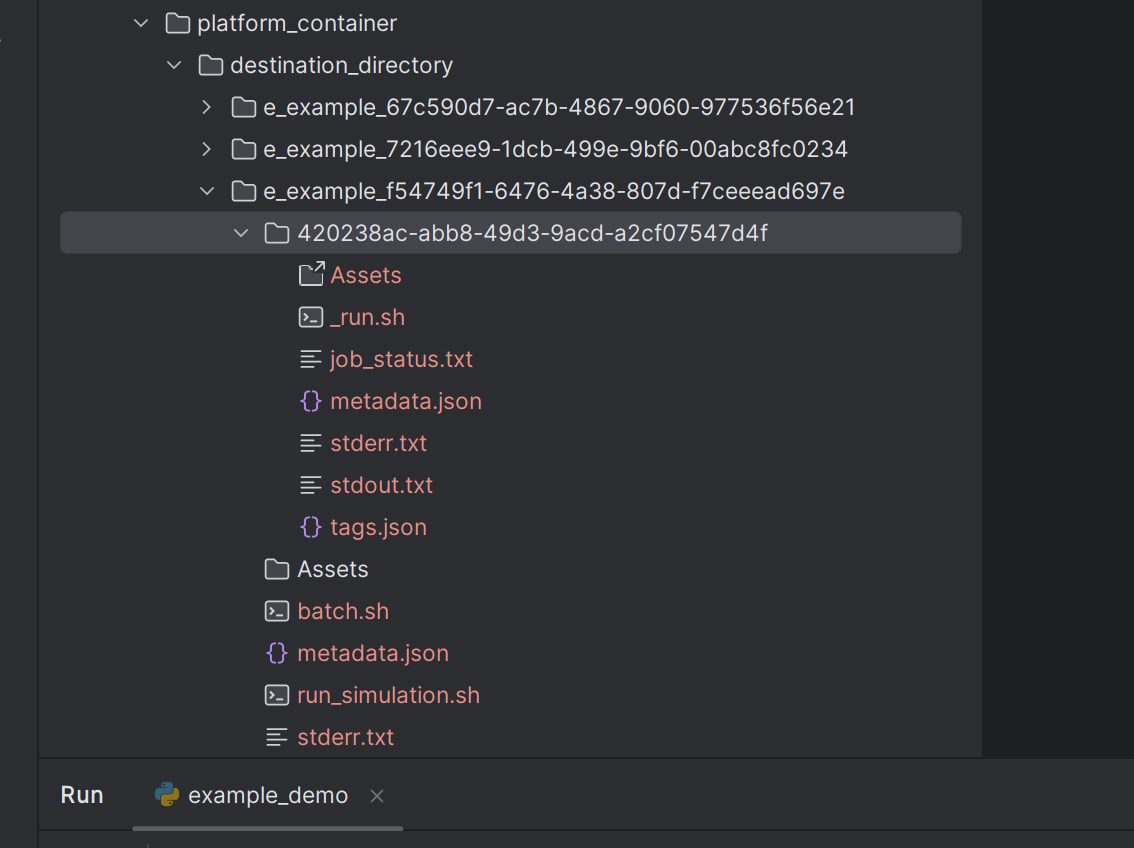 platform_container
destination_directory
e_example_67c590d7-ac7b-4867-9060-977536f56e21
e_example_7216eee9-1dcb-499e-9bf6-00abc8fc0234
e_example_f54749f1-6476-4a38-807d-f7ceeead697e
420238ac-abb8-49d3-9acd-a2cf07547d4f
Assets
_run.sh
job_status.txt
metadata.json
stderr.txt
stdout.txt
tags.json
Assets
batch.sh
metadata.json
run_simulation.sh
stderr.txt
Run example_demo